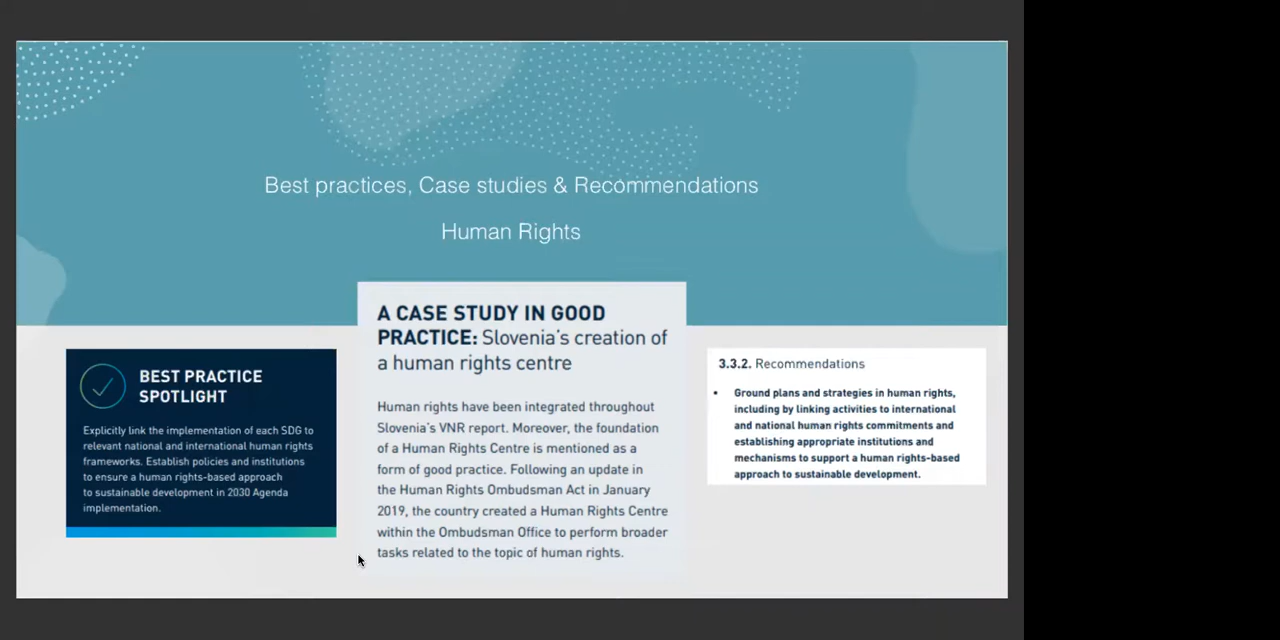 Best practices, Case studies & Recommendations
Human Rights
BEST PRACTICE
SPOTLIGHT
Explicitly link the implementation of each SDG to
relevant national and international human rights
frameworks. Establish policies and institutions
to ensure a human rights-based approach
to sustainable development in 2030 Agenda
implementation.
A CASE STUDY IN GOOD
PRACTICE: Slovenia's creation of
a human rights centre
Human rights have been integrated throughout
Slovenia's VNR report. Moreover, the foundation
of a Human Rights Centre is mentioned as a
form of good practice. Following an update in
the Human Rights Ombudsman Act in January
2019, the country created a Human Rights Centre
within the Ombudsman Office to perform broader
tasks related to the topic of human rights.
3.3.2. Recommendations
• Ground plans and strategies in human rights,
including by linking activities to international
and national human rights commitments and
establishing appropriate institutions and
mechanisms to support a human rights-based
approach to sustainable development.